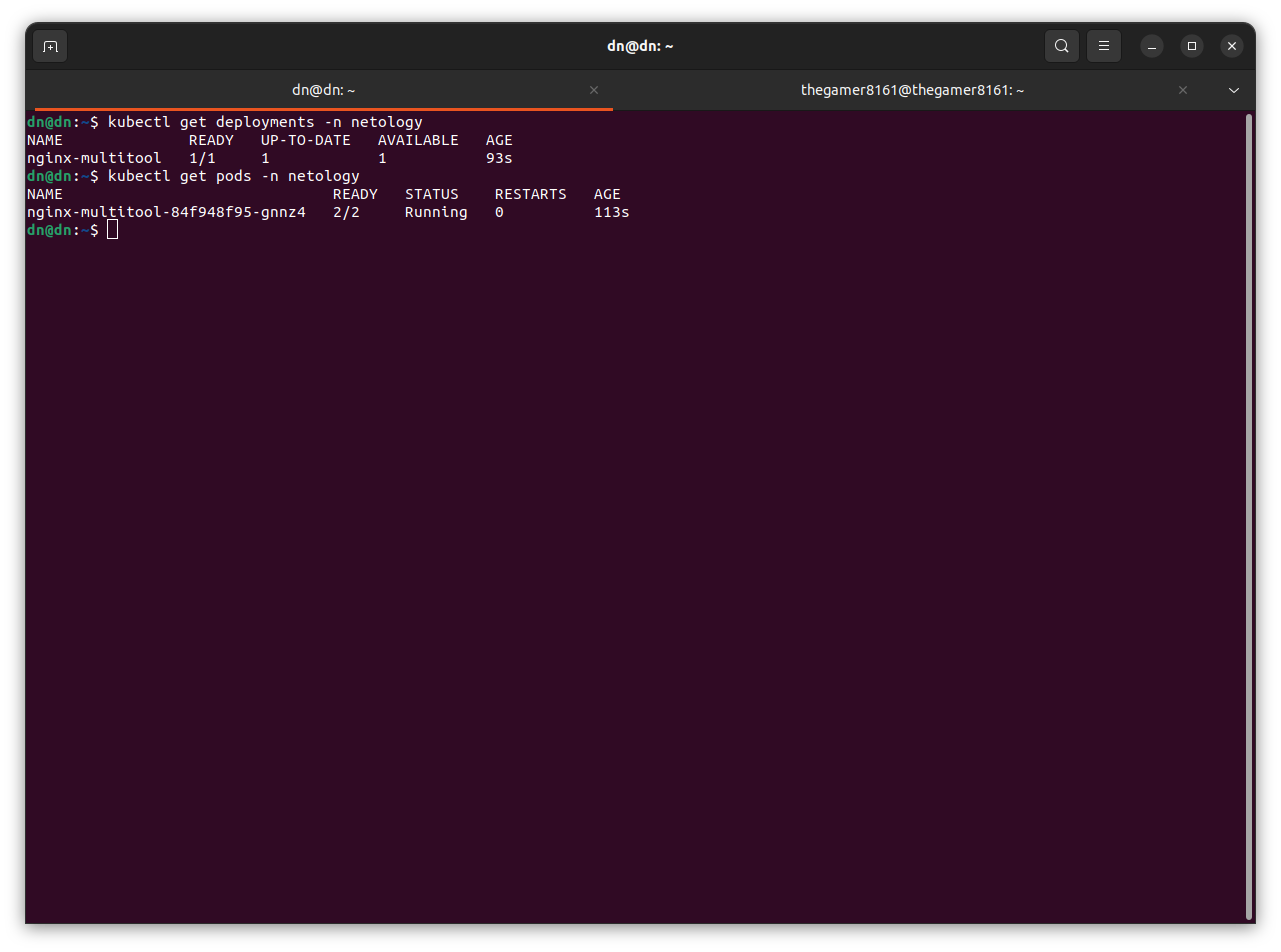 dn@dn: ~
dn@dn: ~
thegamer8161@thegamer8161: ~
dn@dn:~$ kubectl get deployments -n netology
NAME              READY   UP-TO-DATE   AVAILABLE   AGE
nginx-multitool   1/1     1            1           93s
dn@dn:~$ kubectl get pods -n netology
NAME                              READY   STATUS    RESTARTS   AGE
nginx-multitool-84f948f95-gnnz4   2/2     Running   0          113s
dn@dn:~$